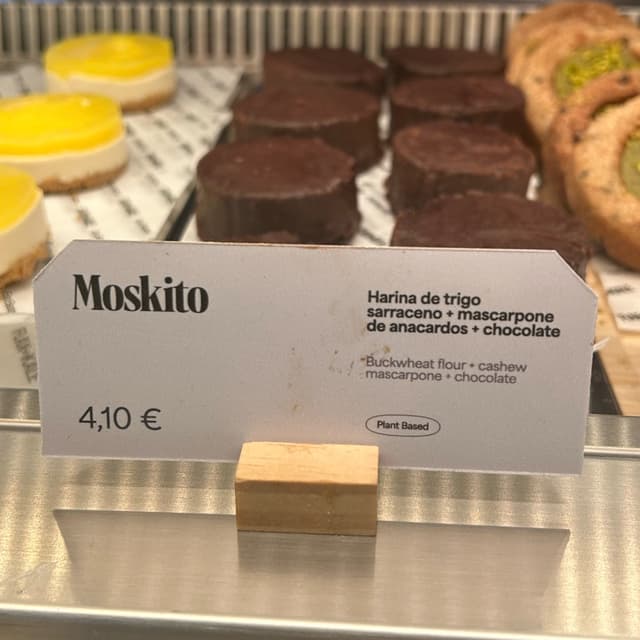 Moskito
4,10 €
Harina de trigo
sarraceno + mascarpone
de anacardos + chocolate
Buckwheat flour + cashew
mascarpone + chocolate
Plant Based